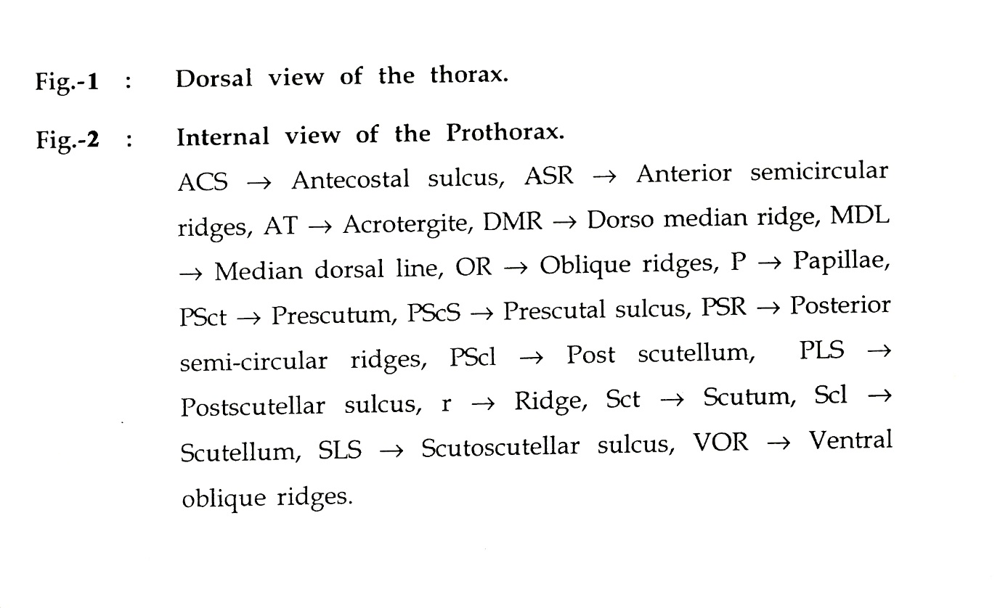 Fig.-1 : Dorsal view of the thorax.
Fig.-2 : Internal view of the Prothorax.
ACS → Antecostal sulcus, ASR → Anterior semicircular
ridges, AT → Acrotergite, DMR → Dorso median ridge, MDL
→ Median dorsal line, OR → Oblique ridges, P → Papillae,
PSct → Prescutum, PScS → Prescutal sulcus, PSR → Posterior
semi-circular ridges, PScl → Post scutellum, PLS →
Postscutellar sulcus, r → Ridge, Sct → Scutum, Scl →
Scutellum, SLS → Scutoscutellar sulcus, VOR → Ventral
oblique ridges.